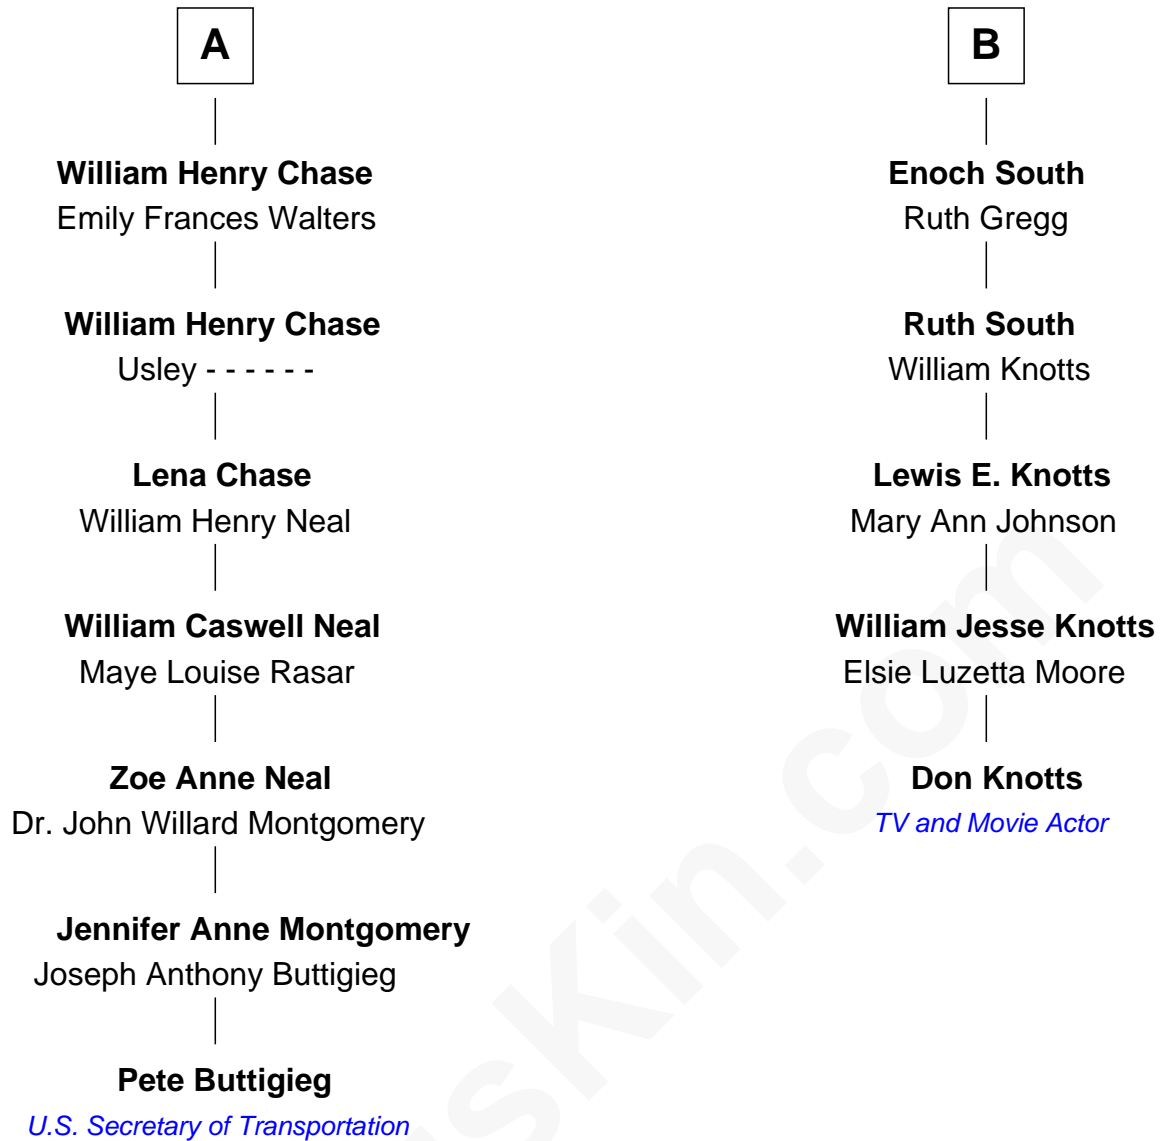 A
William Henry Chase
Emily Frances Walters
William Henry Chase
Usley - - - - - -
Lena Chase
William Henry Neal
William Caswell Neal
Maye Louise Rasar
Zoe Anne Neal
Dr. John Willard Montgomery
Jennifer Anne Montgomery
Joseph Anthony Buttigieg
Pete Buttigieg
U.S. Secretary of Transportation
B
Enoch South
Ruth Gregg
Ruth South
William Knotts
Lewis E. Knotts
Mary Ann Johnson
William Jesse Knotts
Elsie Luzetta Moore
Don Knotts
TV and Movie Actor